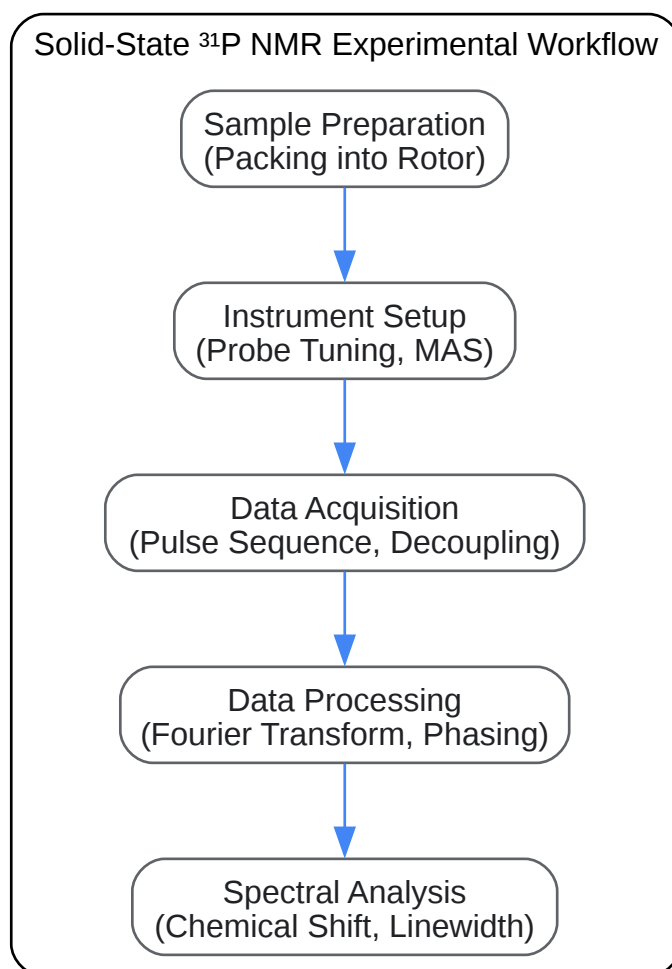 Solid-State ³¹P NMR Experimental Workflow
Sample Preparation
(Packing into Rotor)
Instrument Setup
(Probe Tuning, MAS)
Data Acquisition
(Pulse Sequence, Decoupling)
Data Processing
(Fourier Transform, Phasing)
Spectral Analysis
(Chemical Shift, Linewidth)